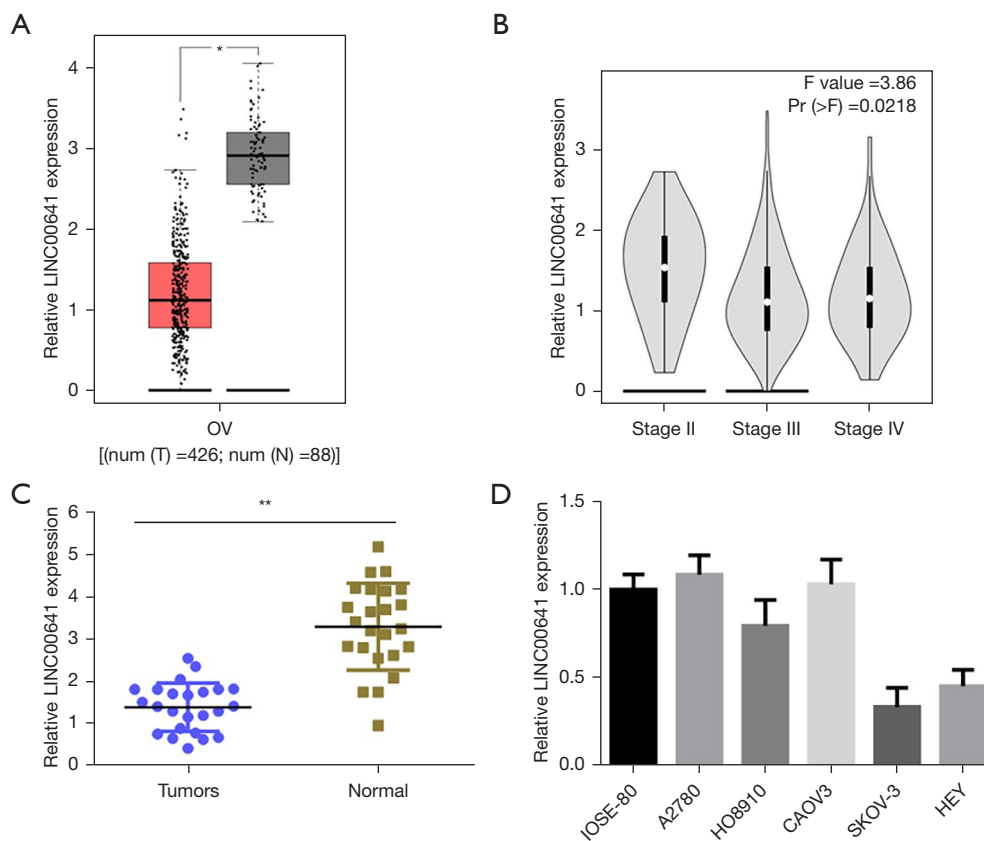 A
Relative LINC00641 expression
4
3
2
1
0
*
OV
[(num (T) =426; num (N) =88)]
B
Relative LINC00641 expression
3
2
1
0
F value =3.86
Pr (>F) =0.0218
Stage II
Stage III
Stage IV
C
Relative LINC00641 expression
6
5
4
3
2
1
0
**
Tumors
Normal
D
Relative LINC00641 expression
1.5
1.0
0.5
0.0
IOSE-80
A2780
HO8910
CAOV3
SKOV-3
HEY